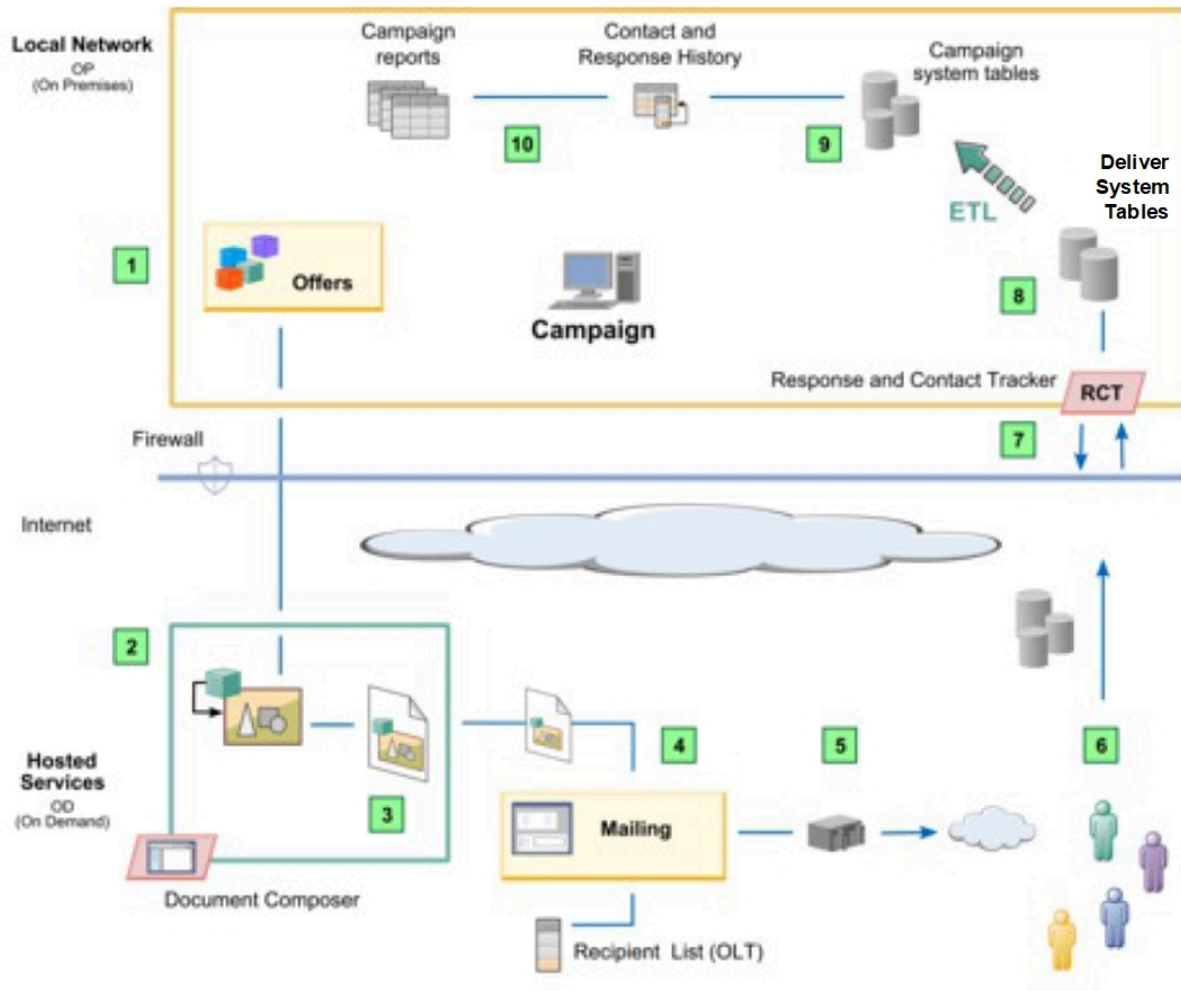 Local Network
OP
(On Premises)
Campaign
reports
Contact and
Response History
Campaign
system tables
10
9
Deliver
System
Tables
ETL
1
Offers
Campaign
8
Response and Contact Tracker
RCT
Firewall
7
Internet
2
Hosted
Services
OD
(On Demand)
3
4
5
6
Mailing
Document Composer
Recipient List (OLT)